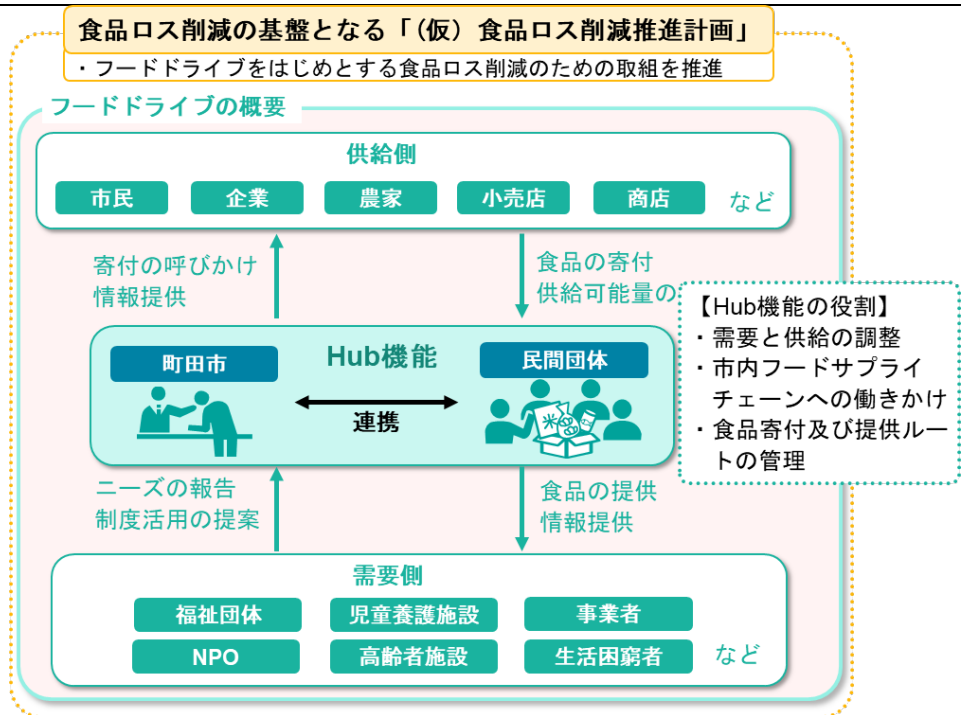 食品ロス削減の基盤となる「（仮）食品ロス削減推進計画」
・フードドライブをはじめとする食品ロス削減のための取組を推進
フードドライブの概要
供給側
市民
企業
農家
小売店
商店
など
寄付の呼びかけ
情報提供
食品の寄付
供給可能量の
【Hub機能の役割】
・需要と供給の調整
・市内フードサプライ
チェーンへの働きかけ
・食品寄付及び提供ルー
トの管理
Hub機能
町田市
民間団体
連携
ニーズの報告
制度活用の提案
食品の提供
情報提供
需要側
福祉団体
児童養護施設
事業者
NPO
高齢者施設
生活困窮者
など